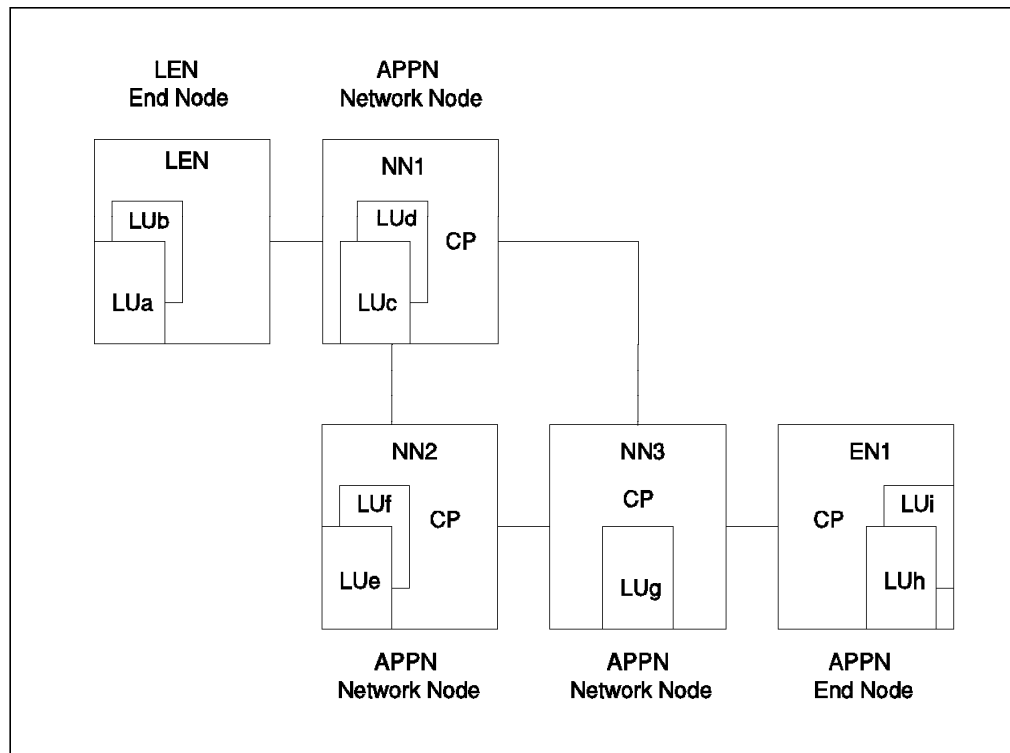 LEN
End Node
APPN
Network Node
LEN
LUb
LUa
NN1
LUd
CP
LUc
NN2
LUf
CP
LUe
NN3
CP
LUg
EN1
LUi
CP
LUh
APPN
Network Node
APPN
Network Node
APPN
End Node